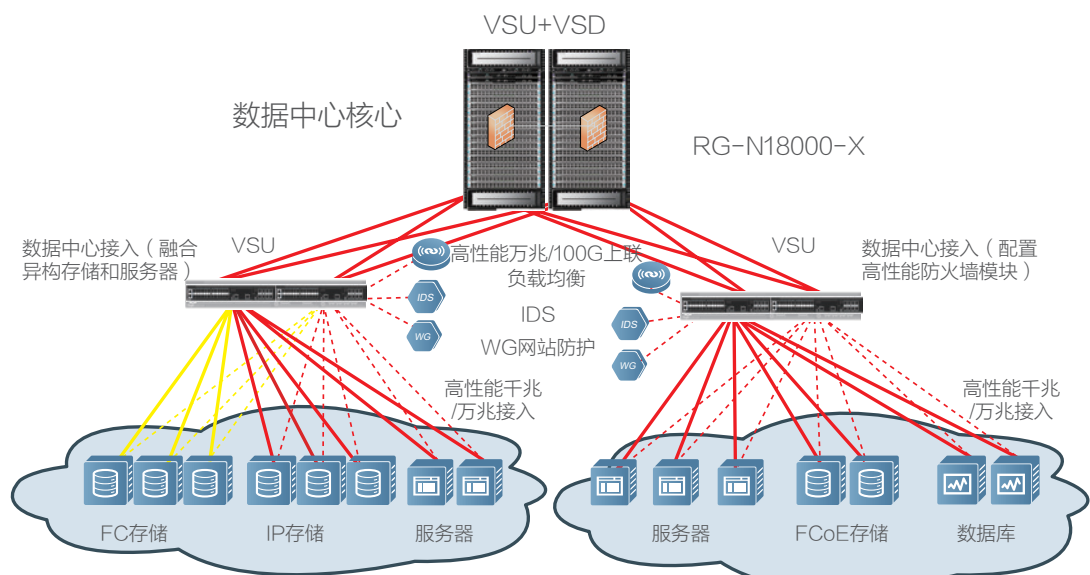 VSU+VSD
数据中心核心
RG-N18000-X
数据中心接入（融合
异构存储和服务器）
VSU
高性能万兆/100G上联
负载均衡
VSU
数据中心接入（配置
高性能防火墙模块）
IDS
IDS
IDS
WG
WG网站防护
WG
高性能千兆
/万兆接入
高性能千兆
/万兆接入
FC存储
IP存储
服务器
服务器
FCoE存储
数据库